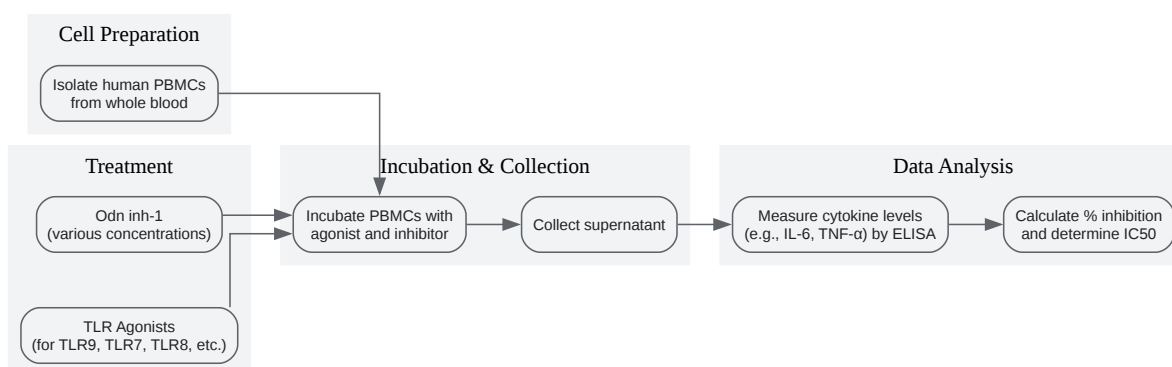 Cell Preparation
Isolate human PBMCs
from whole blood
Treatment
Odn inh-1
(various concentrations)
TLR Agonists
(for TLR9, TLR7, TLR8, etc.)
Incubation & Collection
Incubate PBMCs with
agonist and inhibitor
Collect supernatant
Data Analysis
Measure cytokine levels
(e.g., IL-6, TNF-α) by ELISA
Calculate % inhibition
and determine IC50